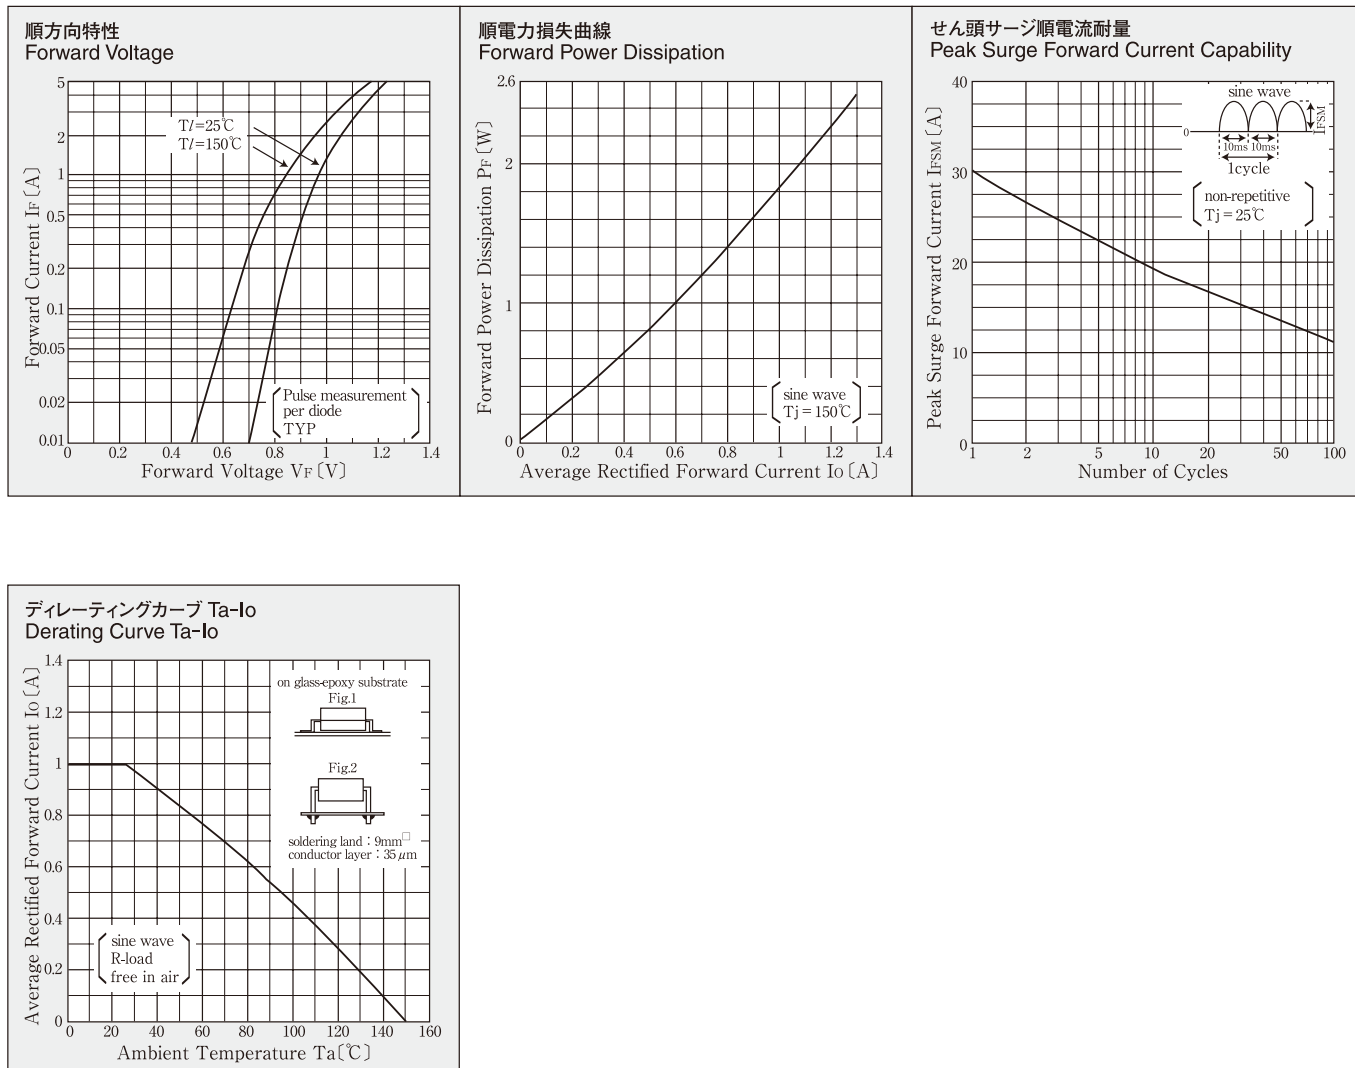 順方向特性
Forward Voltage
Forward Current IF〔A〕
5
2
1
0.5
0.2
0.1
0.05
0.02
0.01
Tl=25℃
Tl=150℃
Pulse measurement
per diode
TYP
0 0.2 0.4 0.6 0.8 1 1.2 1.4
Forward Voltage VF〔V〕
順電力損失曲線
Forward Power Dissipation
Forward Power Dissipation PF〔W〕
2.6
2
1
0
sine wave
Tj = 150℃
0 0.2 0.4 0.6 0.8 1 1.2 1.4
Average Rectified Forward Current Io〔A〕
せん頭サージ順電流耐量
Peak Surge Forward Current Capability
Peak Surge Forward Current IFSM〔A〕
40
30
20
10
0
sine wave
0
IFSM
10ms 10ms
1cycle
non-repetitive
Tj = 25℃
1 2 5 10 20 50 100
Number of Cycles
ディレーティングカーブ Ta-Io
Derating Curve Ta-Io
Average Rectified Forward Current Io〔A〕
1.4
1.2
1
0.8
0.6
0.4
0.2
0
on glass-epoxy substrate
Fig.1
Fig.2
soldering land : 9mm□
conductor layer : 35μm
sine wave
R-load
free in air
0 20 40 60 80 100 120 140 160
Ambient Temperature Ta〔℃〕